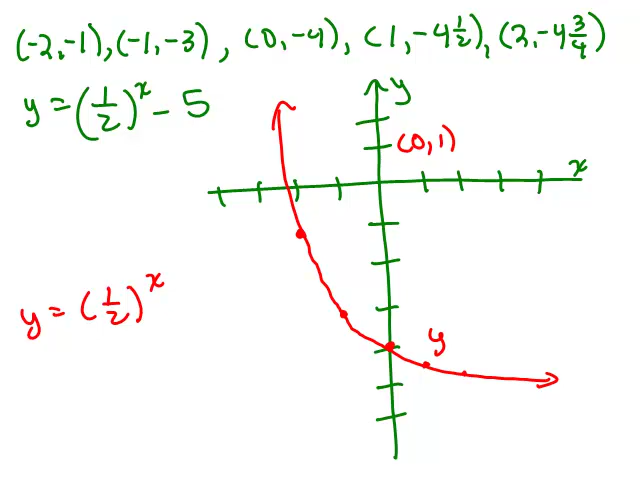 (-2,-1),(-1,-3), (0,-4), (1,-4½), (2,-4¾)
y = (1/2)^x - 5
y
(0,1)
x
y = (1/2)^x
y